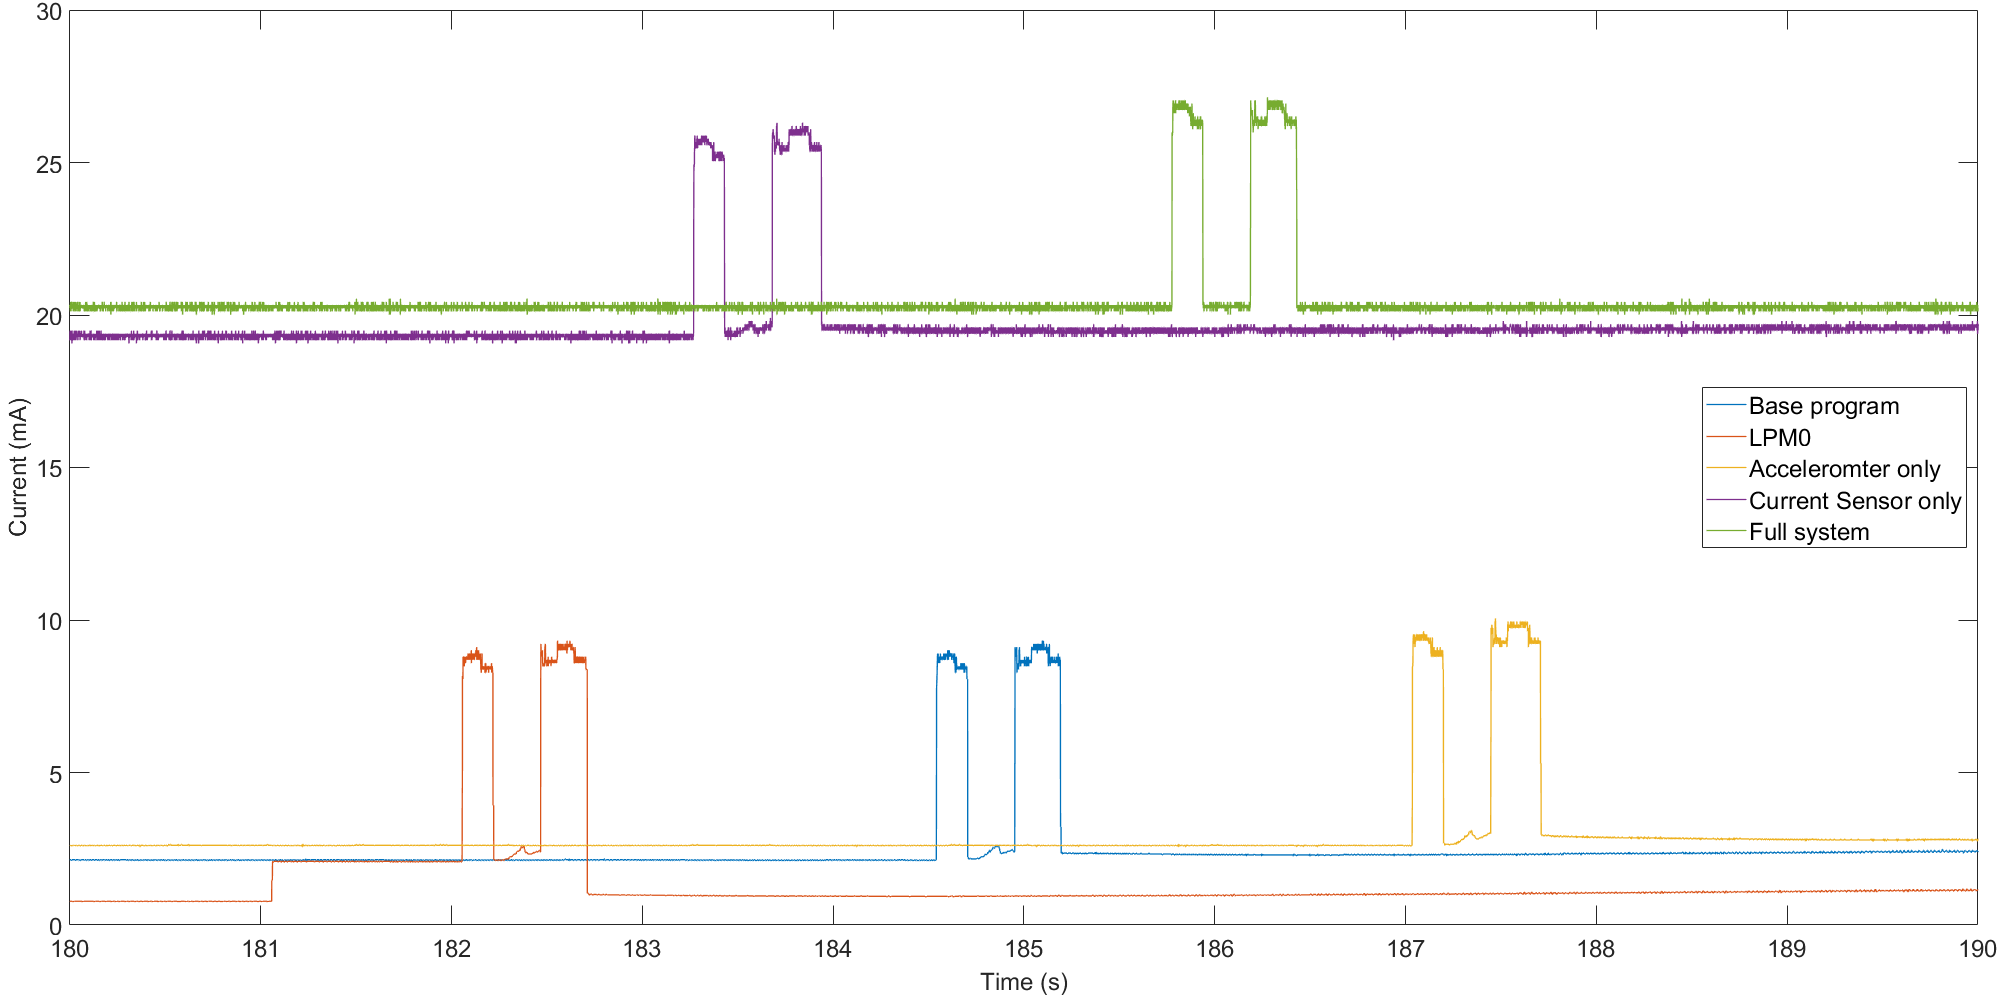 30
25
20
15
10
5
0
Current (mA)
180 181 182 183 184 185 186 187 188 189 190
Time (s)
Base program
LPM0
Acceleromter only
Current Sensor only
Full system